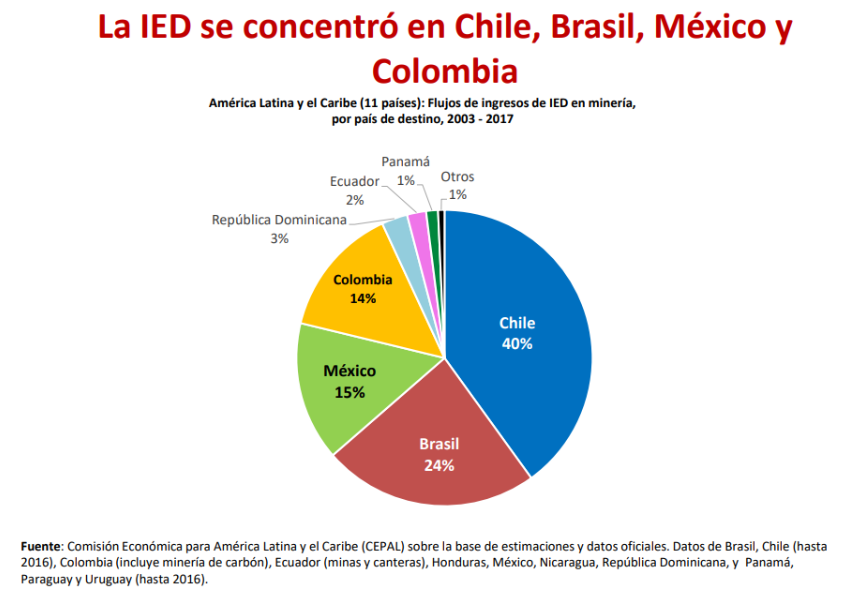 La IED se concentró en Chile, Brasil, México y
Colombia
América Latina y el Caribe (11 países): Flujos de ingresos de IED en minería,
por país de destino, 2003 - 2017
Panamá
1%
Otros
1%
Ecuador
2%
República Dominicana
3%
Colombia
14%
Chile
40%
México
15%
Brasil
24%
Fuente: Comisión Económica para América Latina y el Caribe (CEPAL) sobre la base de estimaciones y datos oficiales. Datos de Brasil, Chile (hasta
2016), Colombia (incluye minería de carbón), Ecuador (minas y canteras), Honduras, México, Nicaragua, República Dominicana, y Panamá,
Paraguay y Uruguay (hasta 2016).